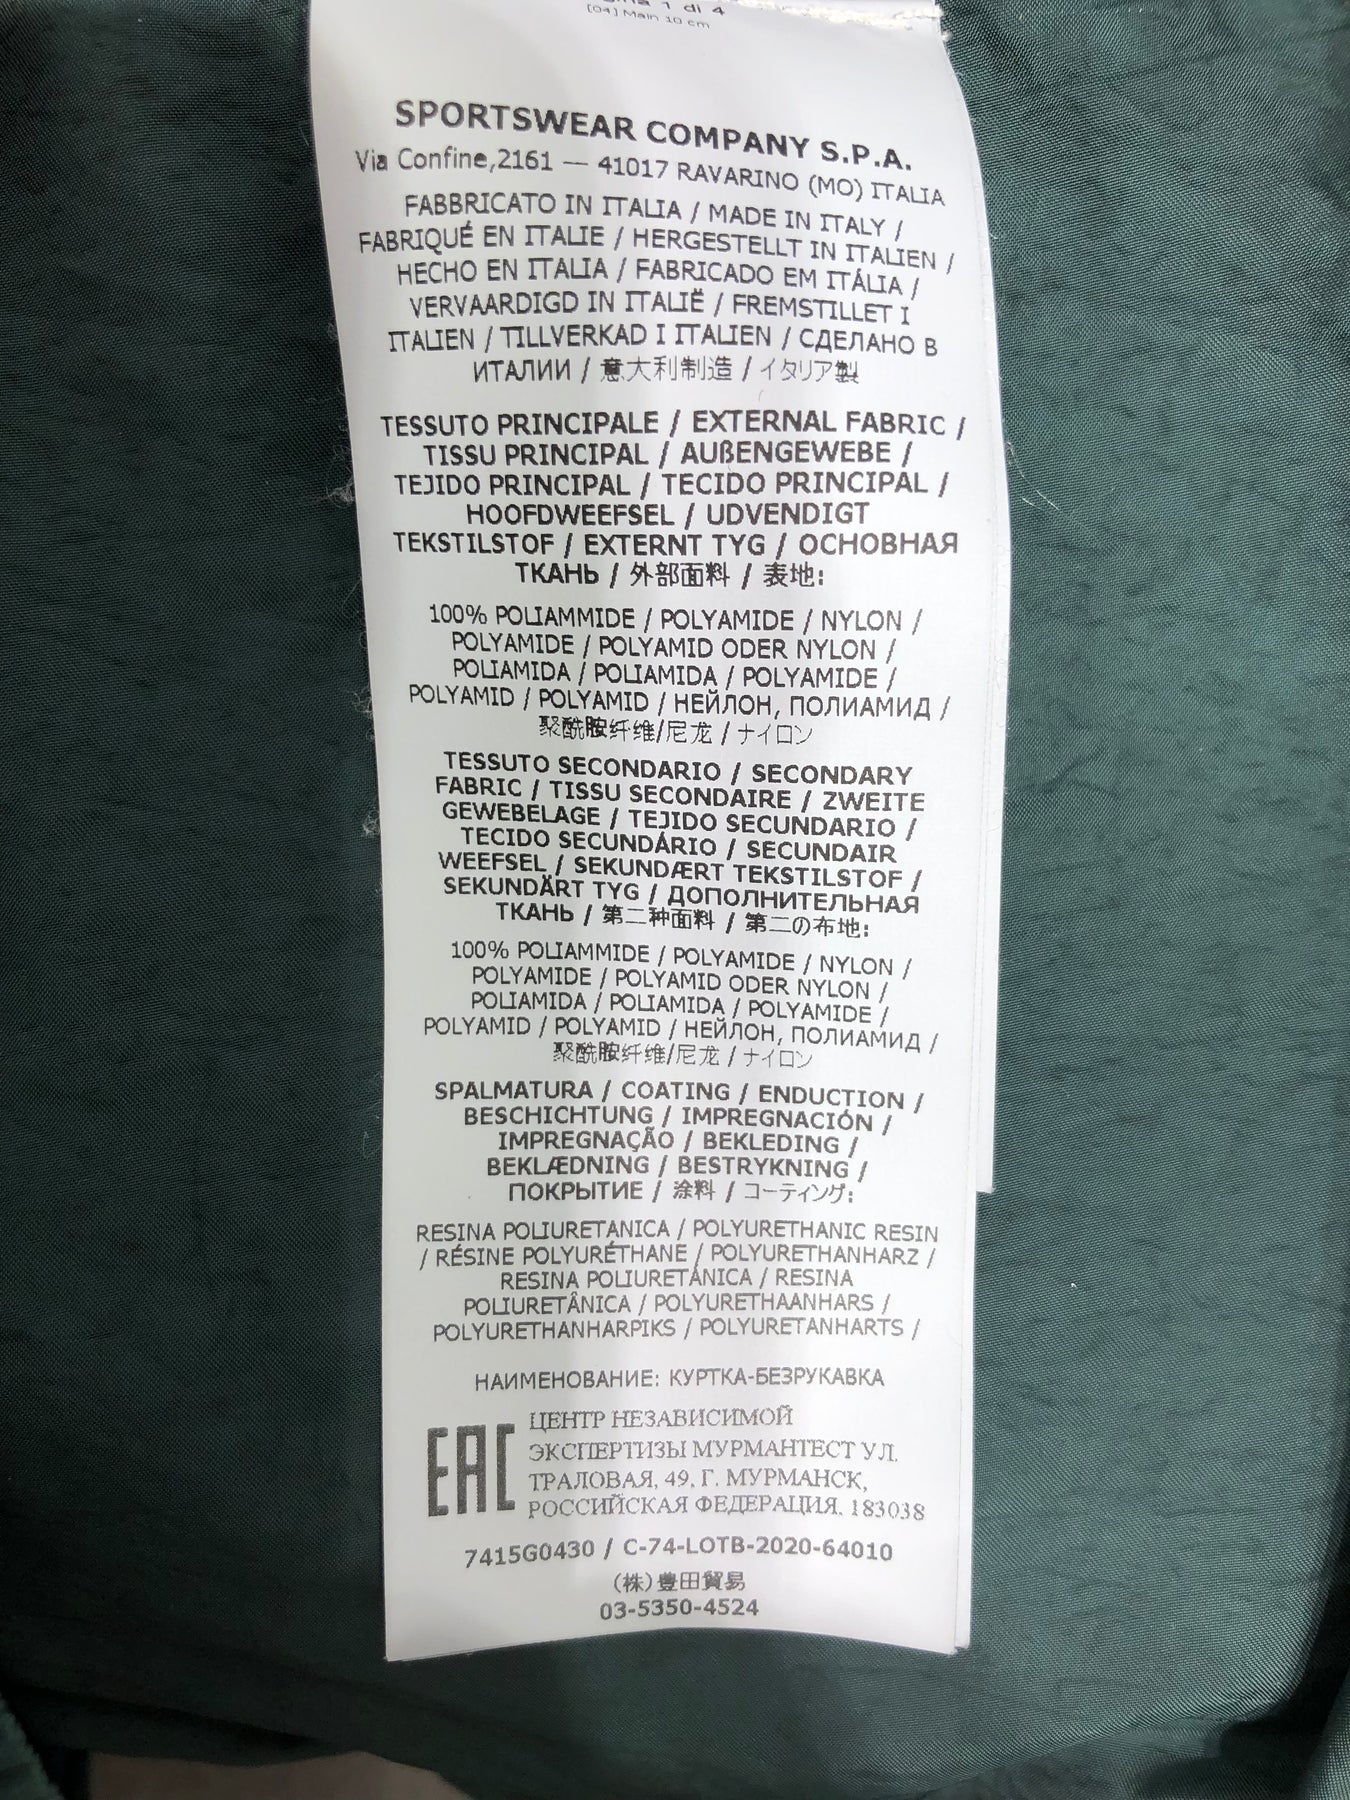 1 di 4
[04] Main 10 cm
SPORTSWEAR COMPANY S.P.A.
Via Confine,2161 — 41017 RAVARINO (MO) ITALIA
FABBRICATO IN ITALIA / MADE IN ITALY /
FABRIQUÉ EN ITALIE / HERGESTELLT IN ITALIEN /
HECHO EN ITALIA / FABRICADO EM ITÁLIA /
VERVAARDIGD IN ITALIË / FREMSTILLET I
ITALIEN / TILLVERKAD I ITALIEN / СДЕЛАНО В
ИТАЛИИ / 意大利制造 / イタリア製
TESSUTO PRINCIPALE / EXTERNAL FABRIC /
TISSU PRINCIPAL / AUßENGEWEBE /
TEJIDO PRINCIPAL / TECIDO PRINCIPAL /
HOOFDWEEFSEL / UDVENDIGT
TEKSTILSTOF / EXTERNT TYG / ОСНОВНАЯ
ТКАНЬ / 外部面料 / 表地:
100% POLIAMMIDE / POLYAMIDE / NYLON /
POLYAMIDE / POLYAMID ODER NYLON /
POLIAMIDA / POLIAMIDA / POLYAMIDE /
POLYAMID / POLYAMID / НЕЙЛОН, ПОЛИАМИД /
聚酰胺纤维/尼龙 / ナイロン
TESSUTO SECONDARIO / SECONDARY
FABRIC / TISSU SECONDAIRE / ZWEITE
GEWEBELAGE / TEJIDO SECUNDARIO /
TECIDO SECUNDÁRIO / SECUNDAIR
WEEFSEL / SEKUNDÆRT TEKSTILSTOF /
SEKUNDÄRT TYG / ДОПОЛНИТЕЛЬНАЯ
ТКАНЬ / 第二种面料 / 第二の布地:
100% POLIAMMIDE / POLYAMIDE / NYLON /
POLYAMIDE / POLYAMID ODER NYLON /
POLIAMIDA / POLIAMIDA / POLYAMIDE /
POLYAMID / POLYAMID / НЕЙЛОН, ПОЛИАМИД /
聚酰胺纤维/尼龙 / ナイロン
SPALMATURA / COATING / ENDUCTION /
BESCHICHTUNG / IMPREGNACIÓN /
IMPREGNAÇÃO / BEKLEDING /
BEKLÆDNING / BESTRYKNING /
ПОКРЫТИЕ / 涂料 / コーティング:
RESINA POLIURETANICA / POLYURETHANIC RESIN
/ RÉSINE POLYURÉTHANE / POLYURETHANHARZ /
RESINA POLIURETÁNICA / RESINA
POLIURETÂNICA / POLYURETHAANHARS /
POLYURETHANHARPIKS / POLYURETANHARTS /
НАИМЕНОВАНИЕ: КУРТКА-БЕЗРУКАВКА
EAC
ЦЕНТР НЕЗАВИСИМОЙ
ЭКСПЕРТИЗЫ МУРМАНТЕСТ УЛ.
ТРАЛОВАЯ, 49, Г. МУРМАНСК,
РОССИЙСКАЯ ФЕДЕРАЦИЯ, 183038
7415G0430 / C-74-LOTB-2020-64010
(株)豊田貿易
03-5350-4524